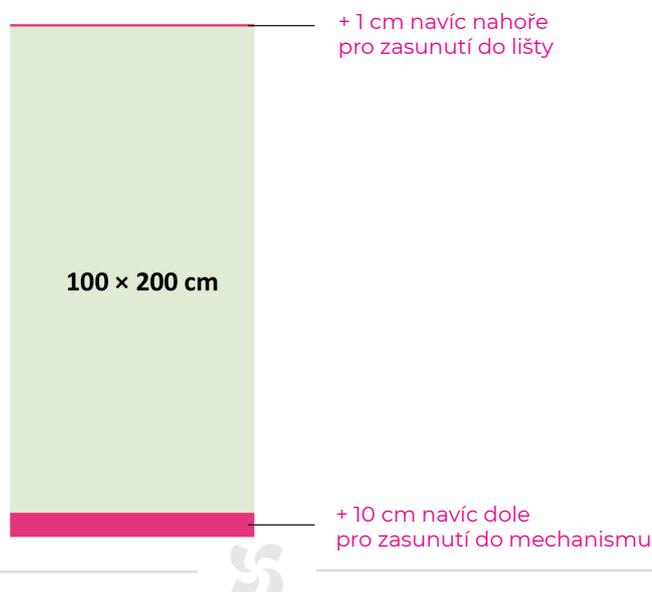 + 1 cm navíc nahoře
pro zasunutí do lišty
100 × 200 cm
+ 10 cm navíc dole
pro zasunutí do mechanismu